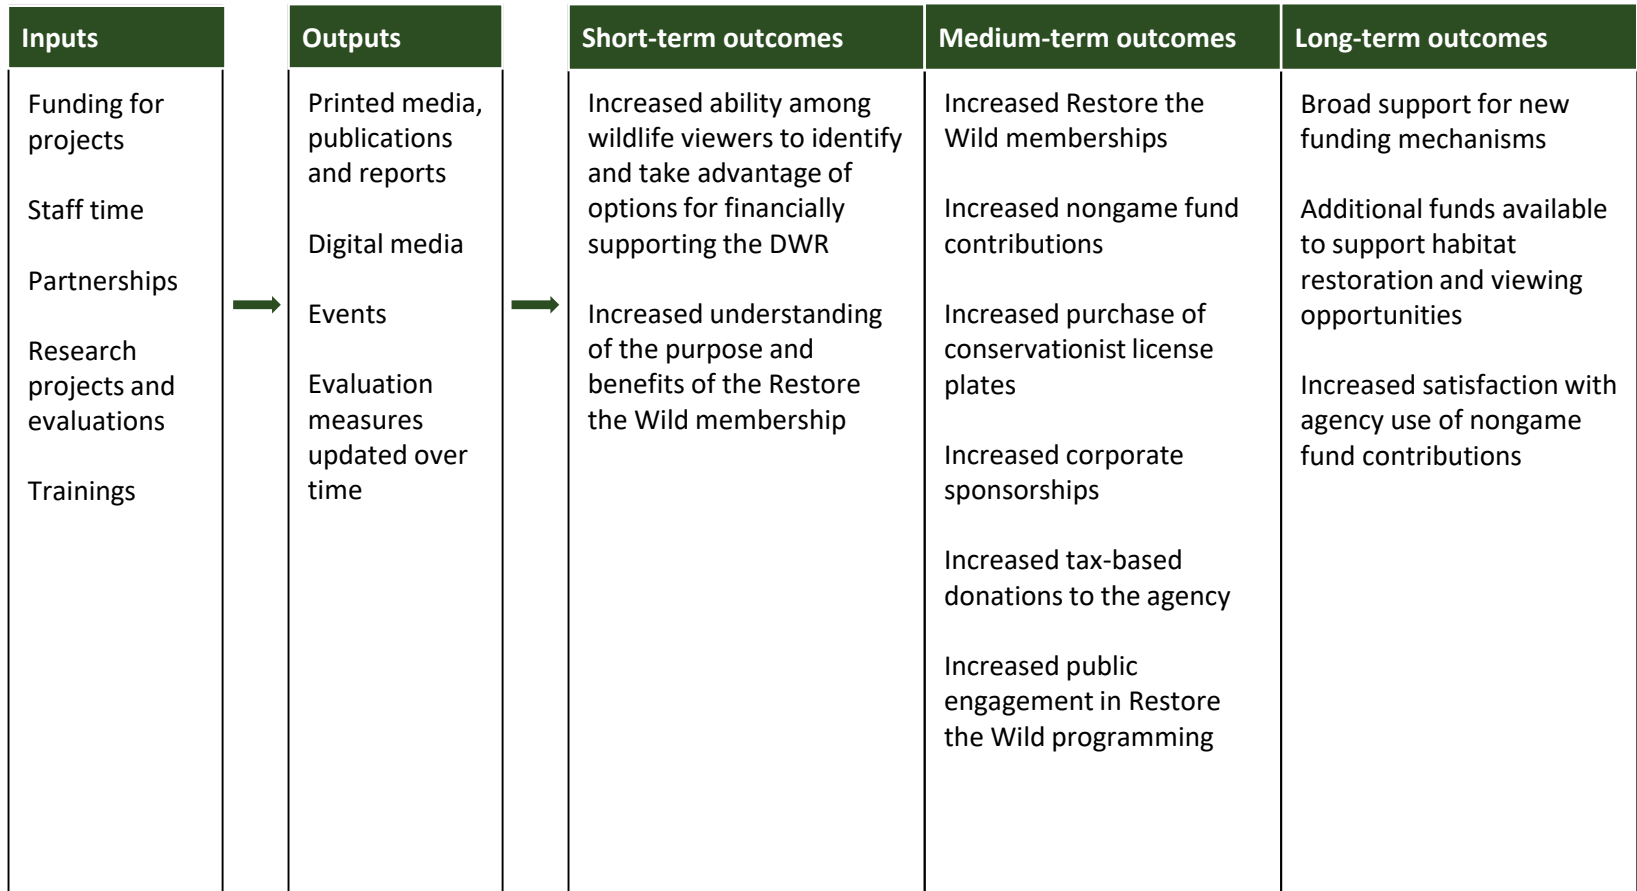 Inputs
Funding for
projects
Staff time
Partnerships
Research
projects and
evaluations
Trainings
Outputs
Printed media,
publications
and reports
Digital media
Events
Evaluation
measures
updated over
time
Short-term outcomes
Increased ability among
wildlife viewers to identify
and take advantage of
options for financially
supporting the DWR
Increased understanding
of the purpose and
benefits of the Restore
the Wild membership
Medium-term outcomes
Increased Restore the
Wild memberships
Increased nongame fund
contributions
Increased purchase of
conservationist license
plates
Increased corporate
sponsorships
Increased tax-based
donations to the agency
Increased public
engagement in Restore
the Wild programming
Long-term outcomes
Broad support for new
funding mechanisms
Additional funds available
to support habitat
restoration and viewing
opportunities
Increased satisfaction with
agency use of nongame
fund contributions